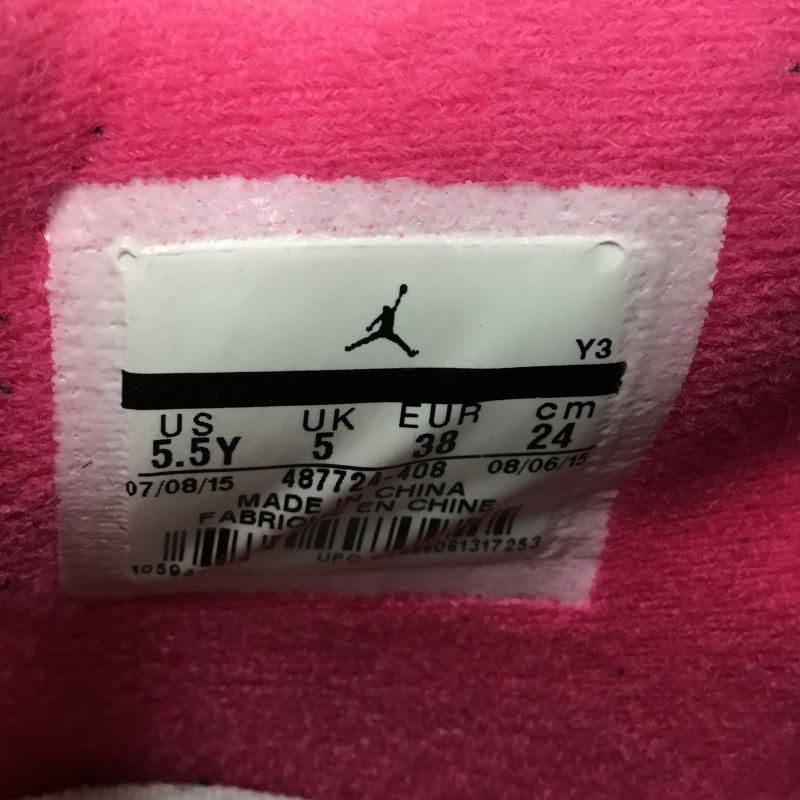 Y3
US UK EUR cm
5.5Y 5 38 24
07/08/15 487724-408 08/06/15
MADE IN CHINA
EN CHINE
UPC